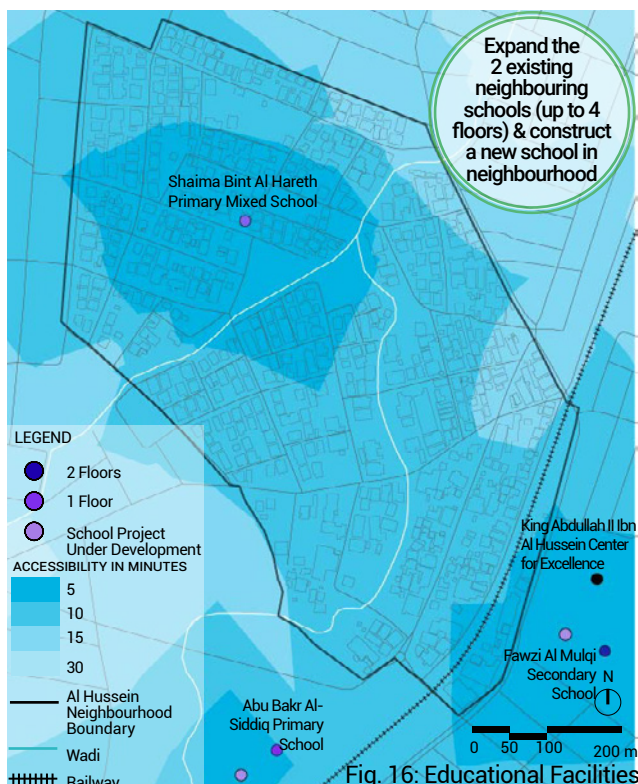 Expand the
2 existing
neighbouring
schools (up to 4
floors) & construct
a new school in
neighbourhood
Shaima Bint Al Hareth
Primary Mixed School
LEGEND
2 Floors
1 Floor
School Project
Under Development
ACCESSIBILITY IN MINUTES
5
10
15
30
Al Hussein
Neighbourhood
Boundary
Wadi
Railway
King Abdullah II Ibn
Al Hussein Center
for Excellence
Fawzi Al Mulqi
Secondary
School
N
Abu Bakr Al-
Siddiq Primary
School
0 50 100 200 m
Fig. 16: Educational Facilities